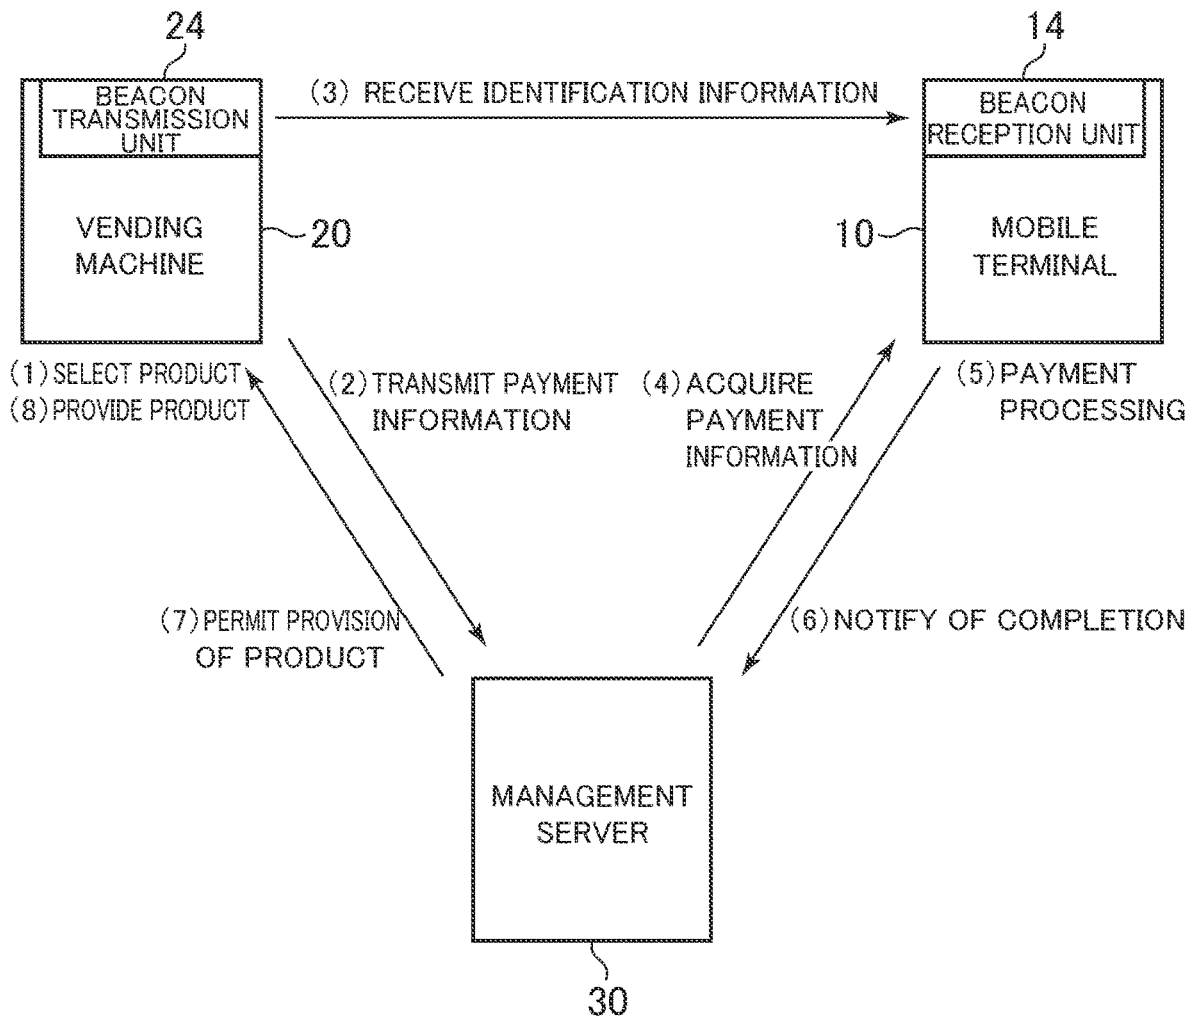 24
14
BEACON
TRANSMISSION
UNIT
(3) RECEIVE IDENTIFICATION INFORMATION
BEACON
RECEPTION UNIT
VENDING
MACHINE
20
10
MOBILE
TERMINAL
(1) SELECT PRODUCT
(8) PROVIDE PRODUCT
(2) TRANSMIT PAYMENT
INFORMATION
(4) ACQUIRE
PAYMENT
INFORMATION
(5) PAYMENT
PROCESSING
(7) PERMIT PROVISION
OF PRODUCT
(6) NOTIFY OF COMPLETION
MANAGEMENT
SERVER
30